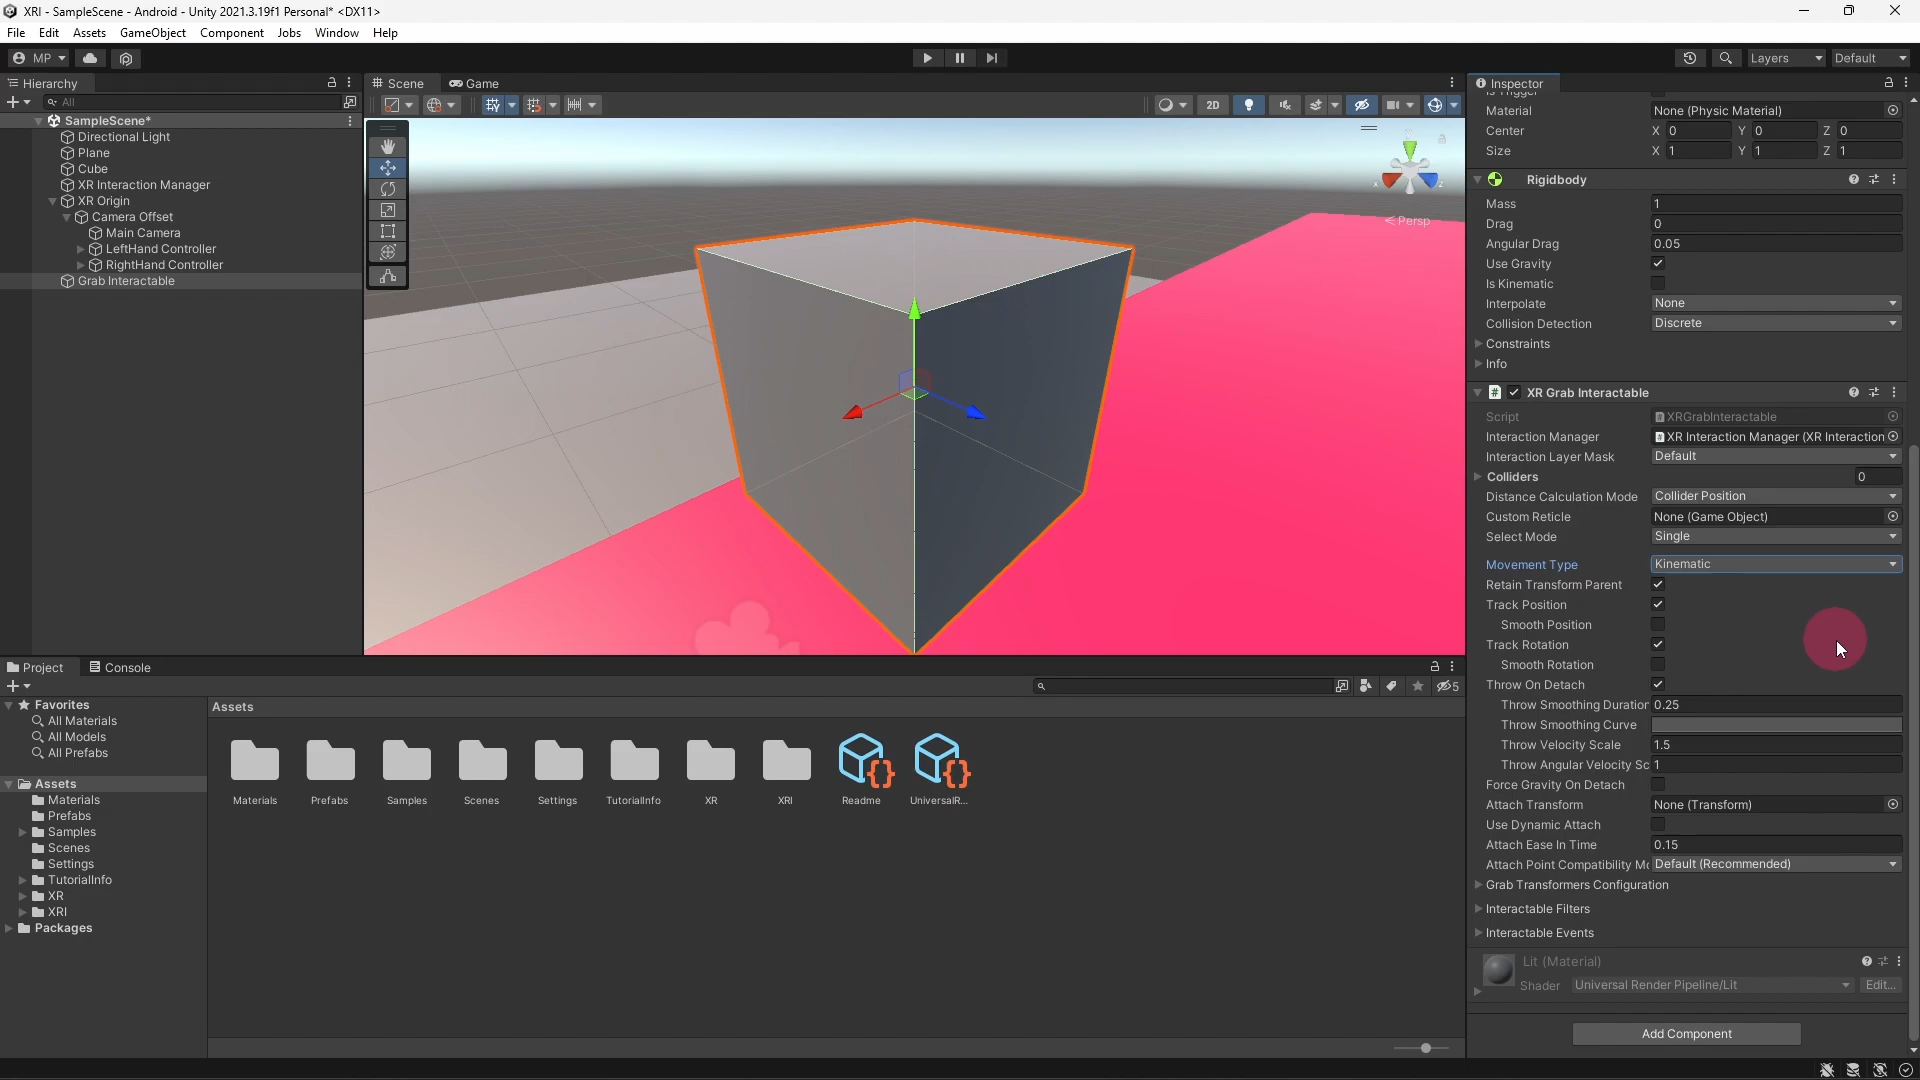 XRI - SampleScene - Android - Unity 2021.3.19f1 Personal* <DX11>
File Edit Assets GameObject Component Jobs Window Help
MP
Layers
Default
Hierarchy
All
SampleScene*
Directional Light
Plane
Cube
XR Interaction Manager
XR Origin
Camera Offset
Main Camera
LeftHand Controller
RightHand Controller
Grab Interactable
Scene
Game
2D
x
z
< Persp
Inspector
Is Trigger
Material None (Physic Material)
Center X 0 Y 0 Z 0
Size X 1 Y 1 Z 1
Rigidbody
Mass 1
Drag 0
Angular Drag 0.05
Use Gravity
Is Kinematic
Interpolate None
Collision Detection Discrete
Constraints
Info
XR Grab Interactable
Script XRGrabInteractable
Interaction Manager XR Interaction Manager (XR Interaction
Interaction Layer Mask Default
Colliders 0
Distance Calculation Mode Collider Position
Custom Reticle None (Game Object)
Select Mode Single
Movement Type Kinematic
Retain Transform Parent
Track Position
Smooth Position
Track Rotation
Smooth Rotation
Throw On Detach
Throw Smoothing Duration 0.25
Throw Smoothing Curve
Throw Velocity Scale 1.5
Throw Angular Velocity Sc 1
Force Gravity On Detach
Attach Transform None (Transform)
Use Dynamic Attach
Attach Ease In Time 0.15
Attach Point Compatibility Mo Default (Recommended)
Grab Transformers Configuration
Interactable Filters
Interactable Events
Lit (Material)
Shader Universal Render Pipeline/Lit Edit...
Add Component
Project
Console
5
Favorites
All Materials
All Models
All Prefabs
Assets
Materials
Prefabs
Samples
Scenes
Settings
TutorialInfo
XR
XRI
Packages
Assets
Materials Prefabs Samples Scenes Settings TutorialInfo XR XRI Readme UniversalR...